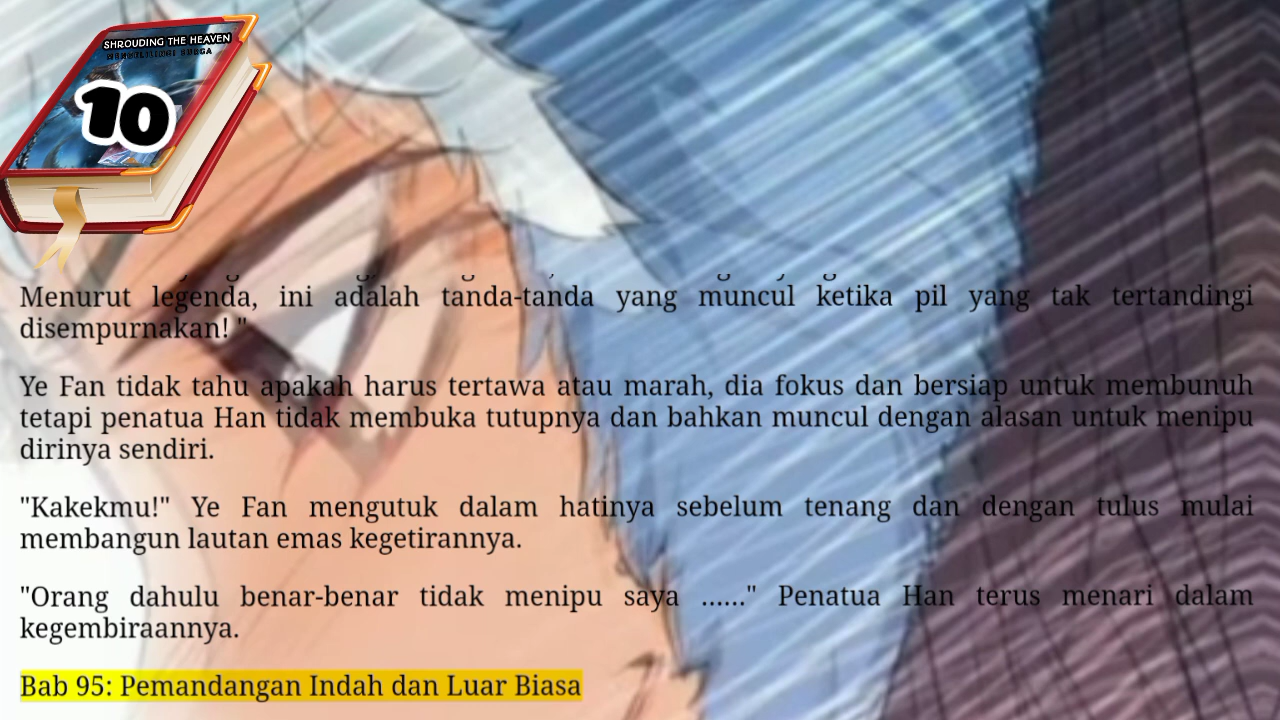 SHROUDING THE HEAVEN
10
Menurut legenda, ini adalah tanda-tanda yang muncul ketika pil yang tak tertandingi
disempurnakan! "
Ye Fan tidak tahu apakah harus tertawa atau marah, dia fokus dan bersiap untuk membunuh
tetapi penatua Han tidak membuka tutupnya dan bahkan muncul dengan alasan untuk menipu
dirinya sendiri.
"Kakekmu!" Ye Fan mengutuk dalam hatinya sebelum tenang dan dengan tulus mulai
membangun lautan emas kegetirannya.
"Orang dahulu benar-benar tidak menipu saya ......" Penatua Han terus menari dalam
kegembiraannya.
Bab 95: Pemandangan Indah dan Luar Biasa